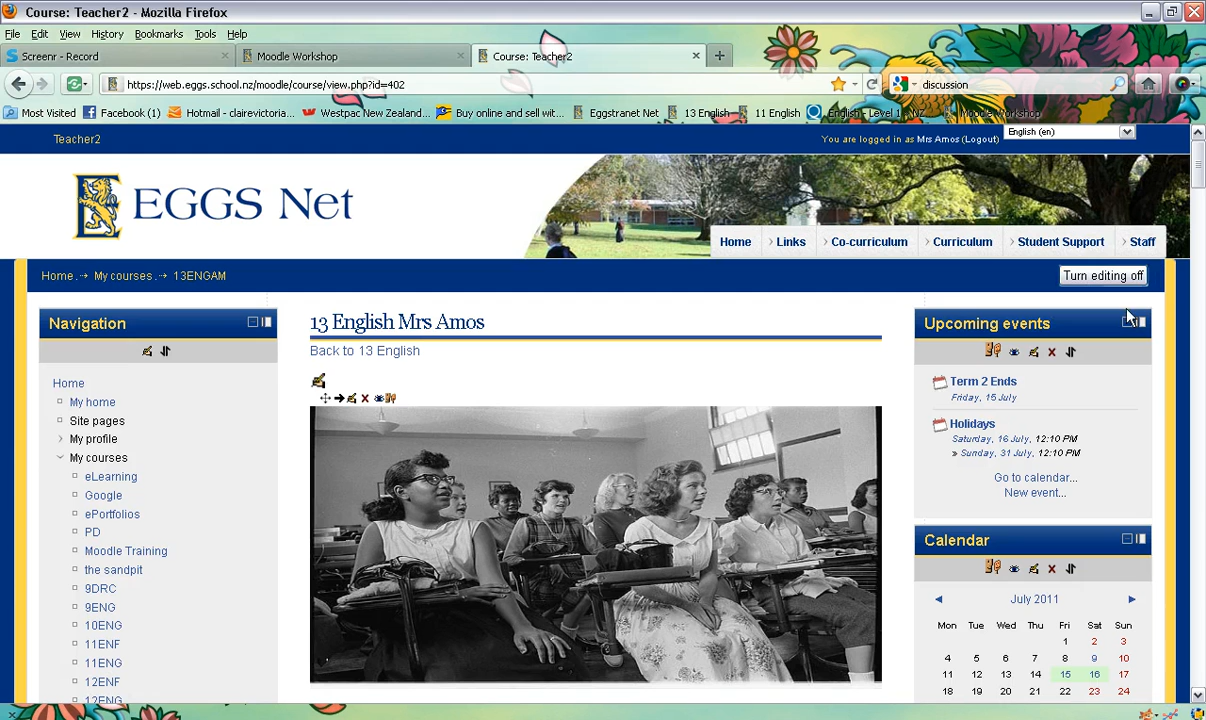 Course: Teacher2 - Mozilla Firefox
File Edit View History Bookmarks Tools Help
Screenr - Record
Moodle Workshop
Course: Teacher2
https://web.eggs.school.nz/moodle/course/view.php?id=402
discussion
Most Visited Facebook (1) Hotmail - clairevictoria... Westpac New Zealand... Buy online and sell wit... Eggstranet Net 13 English 11 English English - Level 1 - NZ... Moodle Workshop
Teacher2
You are logged in as Mrs Amos (Logout)
English (en)
EGGS Net
Home Links Co-curriculum Curriculum Student Support Staff
Home My courses 13ENGAM
Turn editing off
Navigation
Home
My home
Site pages
My profile
My courses
eLearning
Google
ePortfolios
PD
Moodle Training
the sandpit
9DRC
9ENG
10ENG
11ENF
11ENG
12ENF
12ENG
13 English Mrs Amos
Back to 13 English
Upcoming events
Term 2 Ends
Friday, 15 July
Holidays
Saturday, 16 July, 12:10 PM
» Sunday, 31 July, 12:10 PM
Go to calendar...
New event...
Calendar
◄ July 2011 ►
Mon Tue Wed Thu Fri Sat Sun
1 2 3
4 5 6 7 8 9 10
11 12 13 14 15 16 17
18 19 20 21 22 23 24